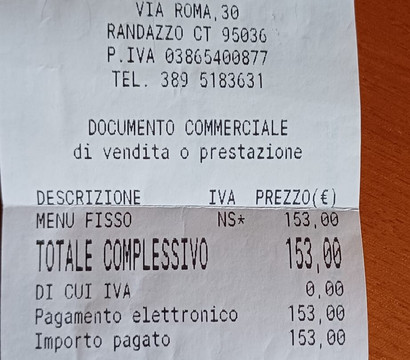 VIA ROMA,30
RANDAZZO CT 95036
P.IVA 03865400877
TEL. 389 5183631
DOCUMENTO COMMERCIALE
di vendita o prestazione
DESCRIZIONE IVA PREZZO(€)
MENU FISSO NS* 153,00
TOTALE COMPLESSIVO 153,00
DI CUI IVA 0,00
Pagamento elettronico 153,00
Importo pagato 153,00